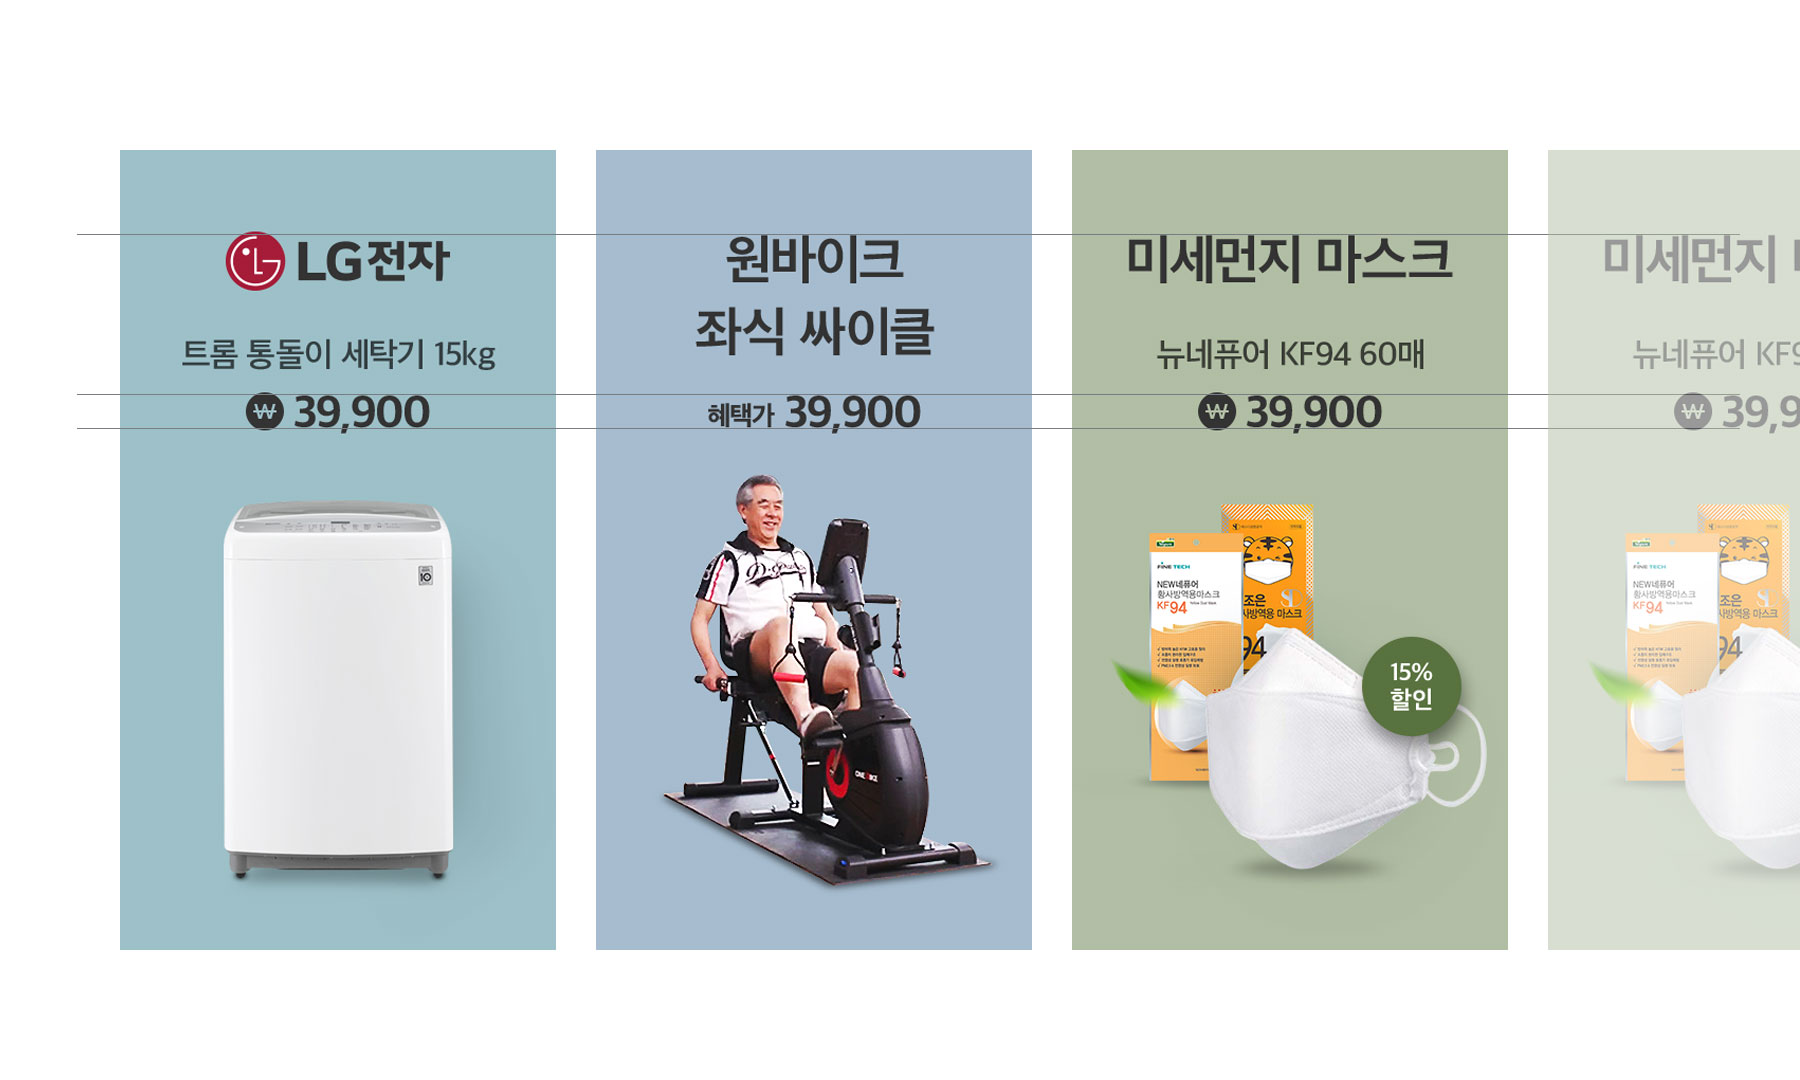 LG전자
트롬 통돌이 세탁기 15kg
₩ 39,900
원바이크
좌식 싸이클
혜택가 39,900
ONE BIKE
미세먼지 마스크
뉴네퓨어 KF94 60매
₩ 39,900
FINE TECH
NEW네퓨어
황사방역용마스크
KF94
조은
사방역용 마스크
94
15%
할인
미세먼지
뉴네퓨어 KF9
₩ 39,9
FINE TECH
NEW네퓨어
황사방역용마스크
KF94
조은
사방역용 마스크
94